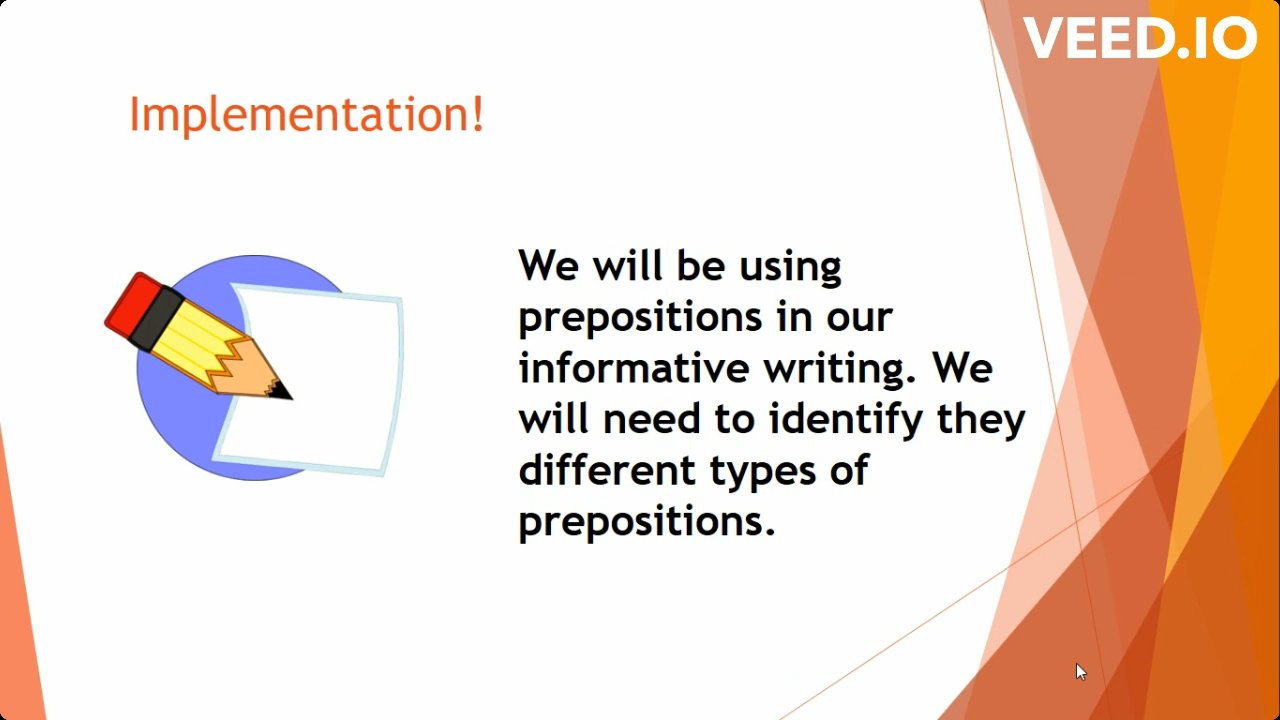 VEED.IO
Implementation!
We will be using
prepositions in our
informative writing. We
will need to identify they
different types of
prepositions.